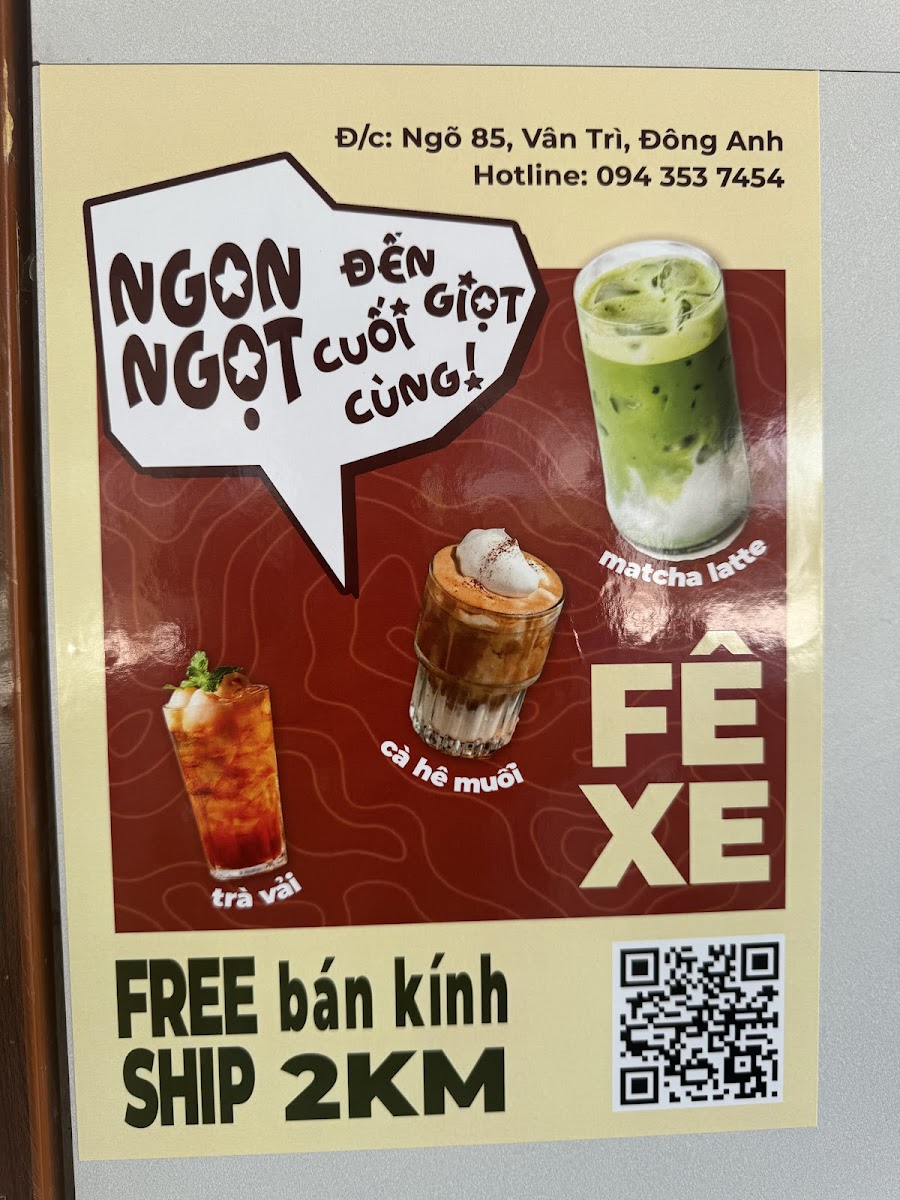 Đ/c: Ngõ 85, Vân Trì, Đông Anh
Hotline: 094 353 7454
NGON
NGỌT
ĐẾN
CUỐI GIỌT
CÙNG!
matcha latte
cà hê muối
trà vải
FÊ
XE
FREE bán kính
SHIP 2KM